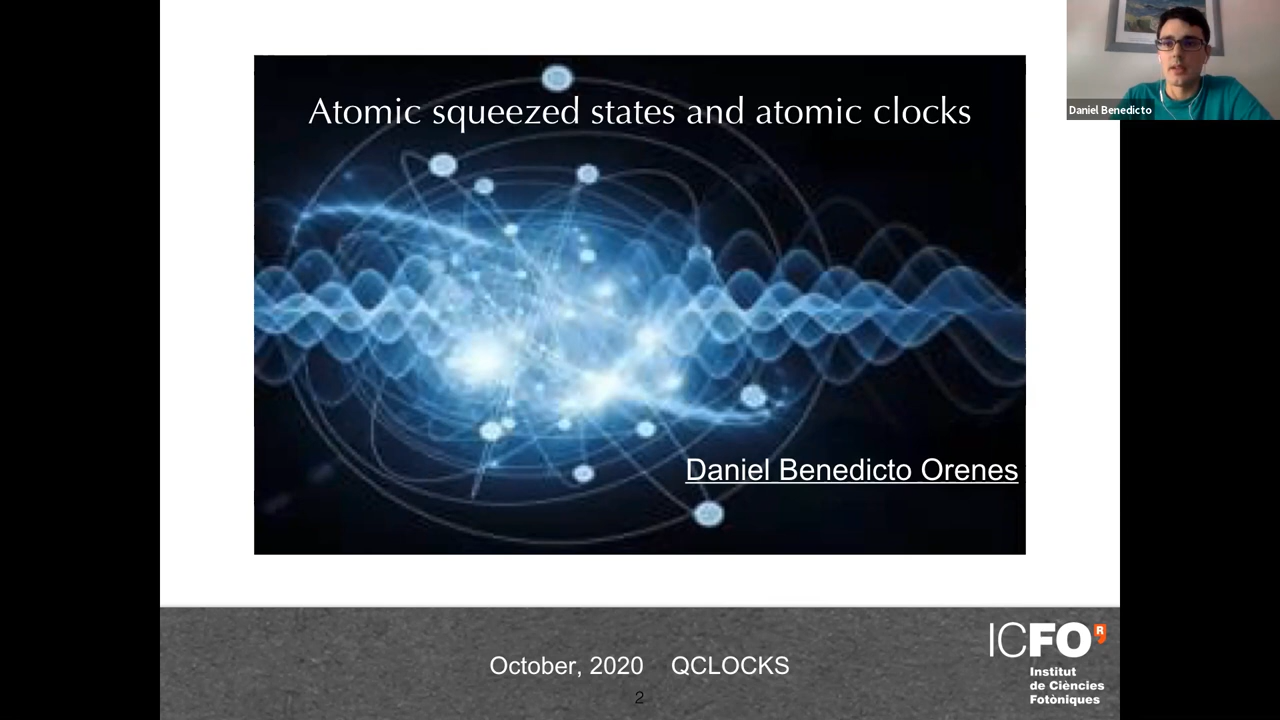 Atomic squeezed states and atomic clocks
Daniel Benedicto
Daniel Benedicto Orenes
October, 2020 QCLOCKS
2
ICFO R
Institut
de Ciències
Fotòniques